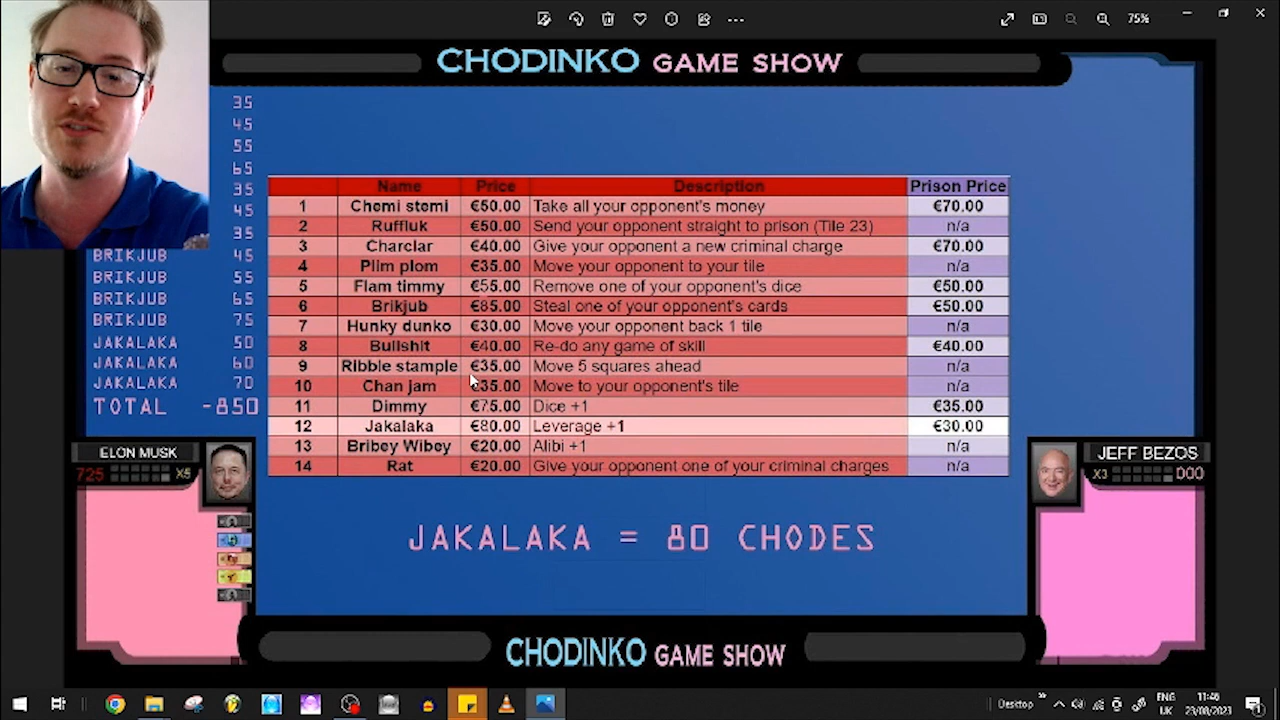 75%
CHODINKO GAME SHOW
35
45
55
65
35
45
35
BRIKJUB 45
BRIKJUB 55
BRIKJUB 65
BRIKJUB 75
JAKALAKA 50
JAKALAKA 60
JAKALAKA 70
TOTAL -850
Name Price Description Prison Price
1 Chemi stemi €50.00 Take all your opponent's money €70.00
2 Ruffluk €50.00 Send your opponent straight to prison (Tile 23) n/a
3 Charclar €40.00 Give your opponent a new criminal charge €70.00
4 Plim plom €35.00 Move your opponent to your tile n/a
5 Flam timmy €55.00 Remove one of your opponent's dice €50.00
6 Brikjub €85.00 Steal one of your opponent's cards €50.00
7 Hunky dunko €30.00 Move your opponent back 1 tile n/a
8 Bullshit €40.00 Re-do any game of skill €40.00
9 Ribble stample €35.00 Move 5 squares ahead n/a
10 Chan jam €35.00 Move to your opponent's tile n/a
11 Dimmy €75.00 Dice +1 €35.00
12 Jakalaka €80.00 Leverage +1 €30.00
13 Bribey Wibey €20.00 Alibi +1 n/a
14 Rat €20.00 Give your opponent one of your criminal charges n/a
ELON MUSK
725 X5
JEFF BEZOS
X3 000
JAKALAKA = 80 CHODES
CHODINKO GAME SHOW
Desktop
ENG
UK
11:46
23/08/2023